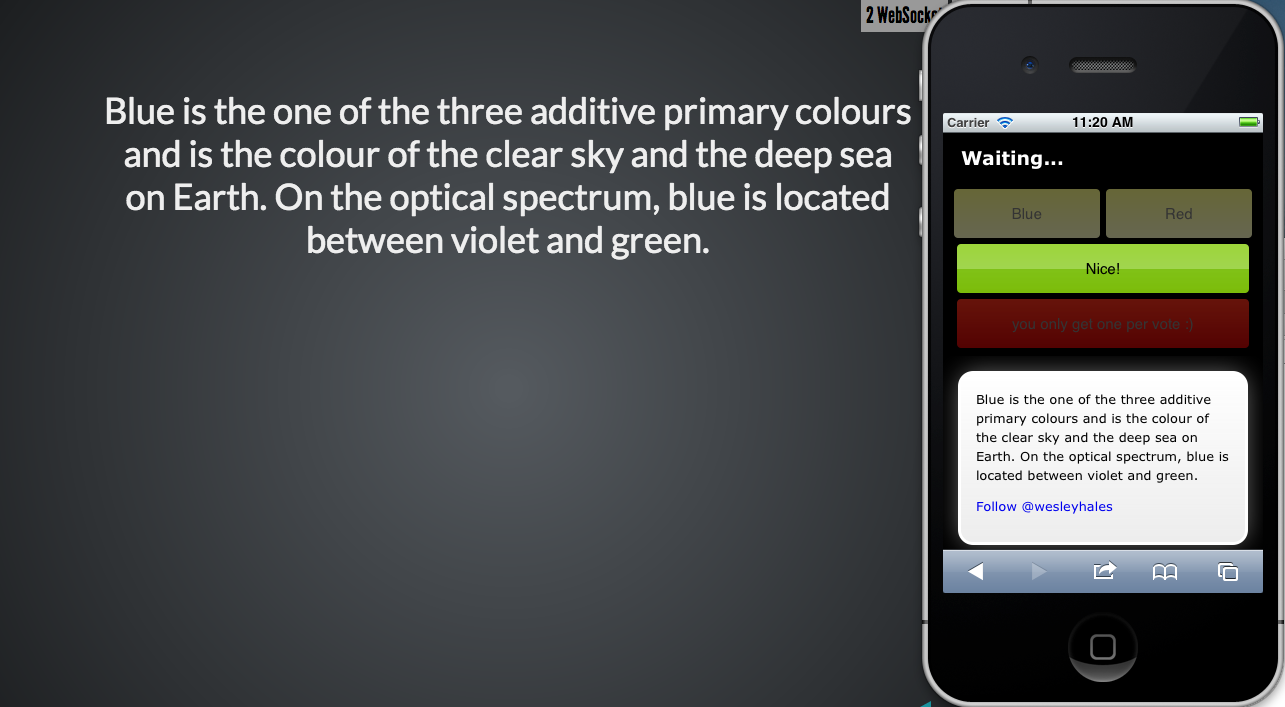 2 WebSocke
Blue is the one of the three additive primary colours
and is the colour of the clear sky and the deep sea
on Earth. On the optical spectrum, blue is located
between violet and green.
Carrier 11:20 AM
Waiting...
Blue Red
Nice!
you only get one per vote :)
Blue is the one of the three additive
primary colours and is the colour of
the clear sky and the deep sea on
Earth. On the optical spectrum, blue is
located between violet and green.
Follow @wesleyhales